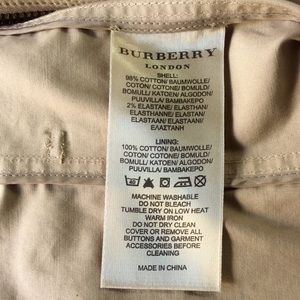 BURBERRY
LONDON
SHELL:
98% COTTON/ BAUMWOLLE/
COTON/ COTONE/ BOMULD/
BOMULL/ KATOEN/ ALGODON/
PUUVILLA/ BAMBAKEPO
2% ELASTANE/ ELASTHAN/
ELASTHANNE/ ELASTAN/
ELASTAAN/ ELASTAANI/
ΕΛΑΣΤΑΝΗ
LINING:
100% COTTON/ BAUMWOLLE/
COTON/ COTONE/ BOMULD/
BOMULL/ KATOEN/ ALGODON/
PUUVILLA/ BAMBAKEPO
MACHINE WASHABLE
DO NOT BLEACH
TUMBLE DRY ON LOW HEAT
WARM IRON
DO NOT DRY CLEAN
COVER OR REMOVE ALL
BUTTONS AND GARMENT
ACCESSORIES BEFORE
CLEANSING
MADE IN CHINA